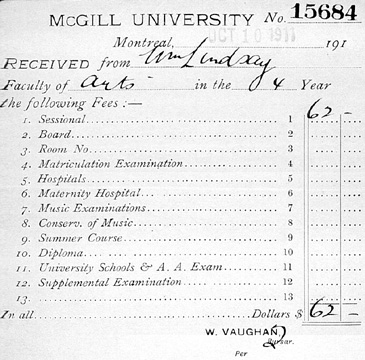 McGILL UNIVERSITY No. 15684
Montreal, OCT 10 1911 191
RECEIVED from Wm Lindsay
Faculty of Arts in the 4 Year
the following Fees :—
1. Sessional 1 62 —
2. Board 2
3. Room No. 3
4. Matriculation Examination 4
5. Hospitals 5
6. Maternity Hospital 6
7. Music Examinations 7
8. Conserv. of Music 8
9. Summer Course 9
10. Diploma 10
11. University Schools & A. A. Exam. 11
12. Supplemental Examination 12
13. 13
In all Dollars $ 62 —
W. VAUGHAN,
Bursar.
Per